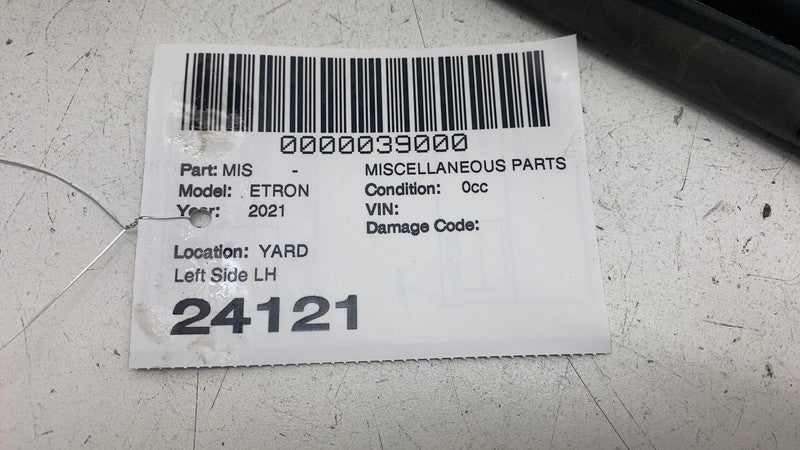 0000039000
Part: MIS - MISCELLANEOUS PARTS
Model: ETRON Condition: 0cc
Year: 2021 VIN:
Damage Code:
Location: YARD
Left Side LH
24121